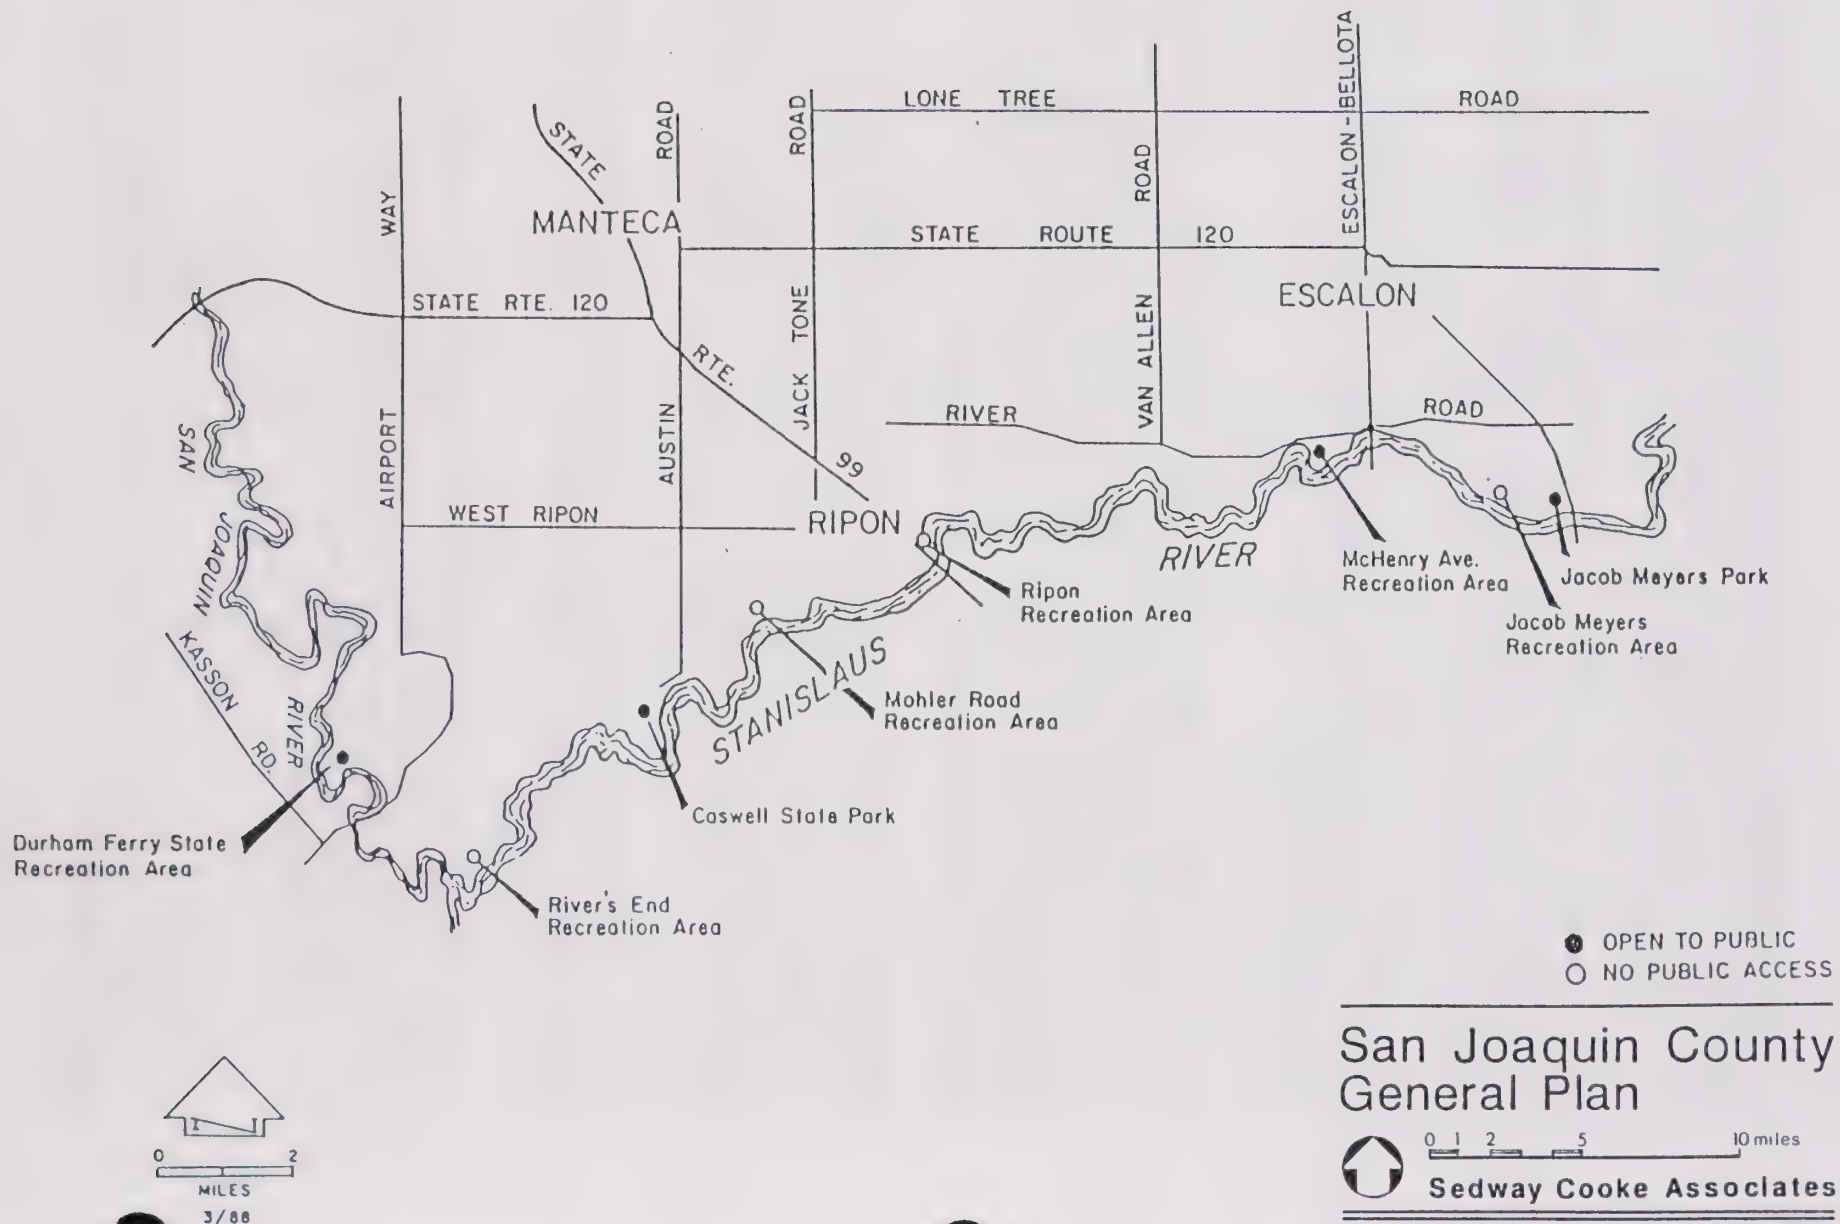 ESCALON-BELLOTA
LONE TREE ROAD
ROAD
ROAD
ROAD
STATE
WAY
MANTECA
STATE ROUTE 120
STATE RTE. 120
ESCALON
JACK TONE
VAN ALLEN
RTE.
99
AIRPORT
AUSTIN
RIVER ROAD
SAN
JOAQUIN
RIVER
WEST RIPON
RIPON
RIVER
STANISLAUS
KASSON
RD.
McHenry Ave.
Recreation Area
Jacob Meyers Park
Jacob Meyers
Recreation Area
Ripon
Recreation Area
Mohler Road
Recreation Area
Caswell State Park
Durham Ferry State
Recreation Area
River's End
Recreation Area
OPEN TO PUBLIC
NO PUBLIC ACCESS
San Joaquin County
General Plan
0 1 2 5 10 miles
Sedway Cooke Associates
0 2
MILES
3/88